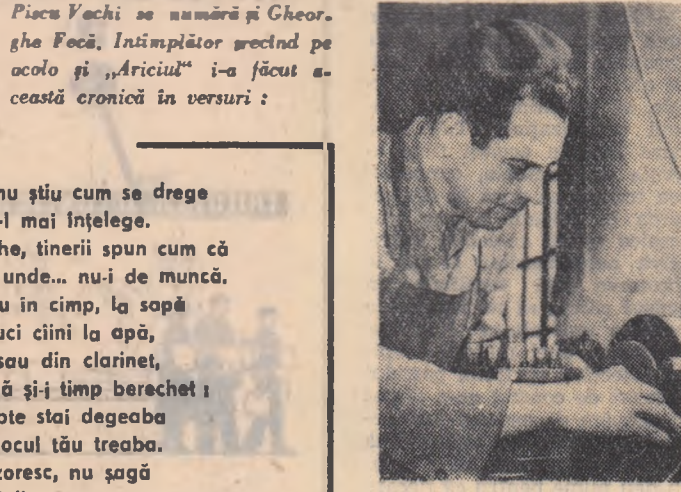 Piscu Vechi se numără și Gheor-
ghe Fecă. Intîmplător trecînd pe
acolo și „Ariciul“ i-a făcut a-
ceastă cronică în versuri :
nu știu cum se drege
-l mai înțelege.
he, tinerii spun cum că
unde... nu-i de muncă.
u in cimp, la sapă
uci ciini la apă,
sau din clarinet,
ă și-i timp berechet :
pte stai degeaba
ocul tău treaba.
zoresc, nu șagă